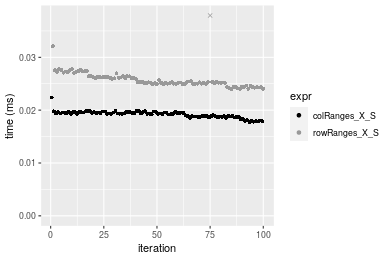 0.03
0.02
0.01
0.00
time (ms)
0
25
50
75
100
iteration
expr
colRanges_X_S
rowRanges_X_S